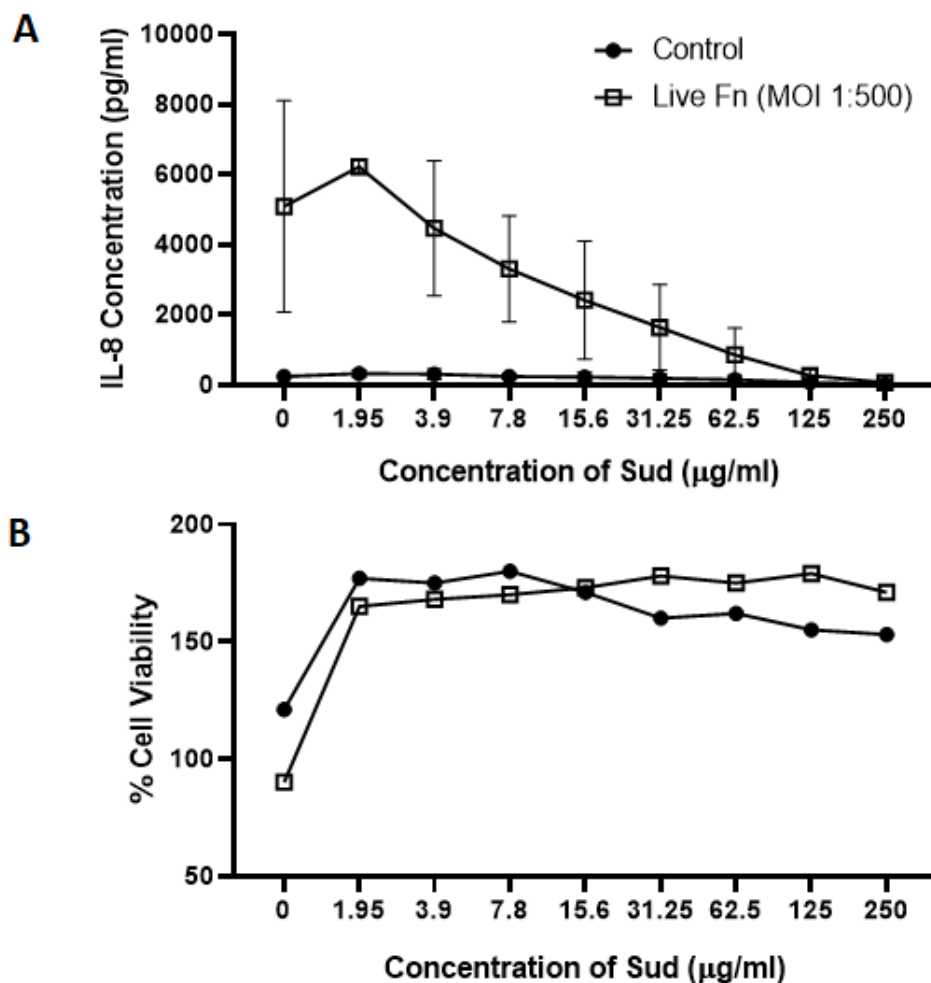 A
IL-8 Concentration (pg/ml)
10000
8000
6000
4000
2000
0
Control
Live Fn (MOI 1:500)
0 1.95 3.9 7.8 15.6 31.25 62.5 125 250
Concentration of Sud (µg/ml)
B
% Cell Viability
200
150
100
50
0 1.95 3.9 7.8 15.6 31.25 62.5 125 250
Concentration of Sud (µg/ml)